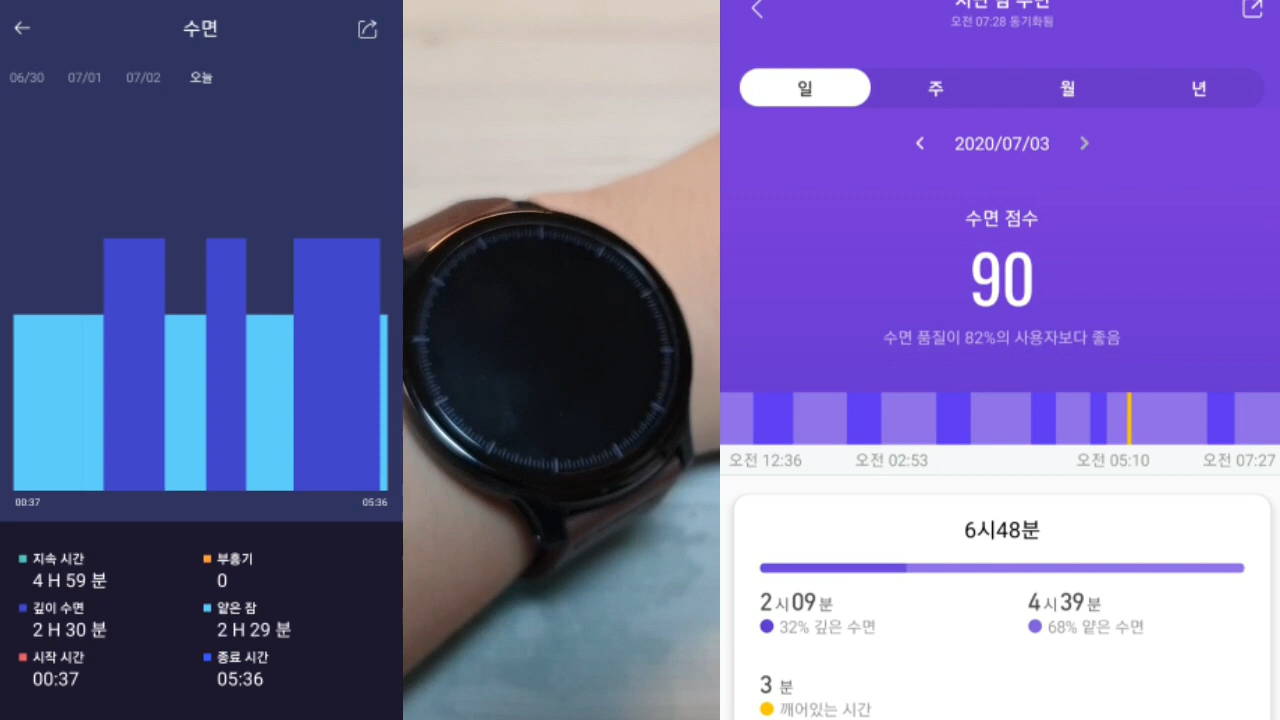 수면
06/30 07/01 07/02 오늘
00:37 05:36
지속 시간 부흥기
4 H 59 분 0
깊이 수면 얕은 잠
2 H 30 분 2 H 29 분
시작 시간 종료 시간
00:37 05:36
지난 밤 수면
오전 07:28 동기화됨
일 주 월 년
2020/07/03
수면 점수
90
수면 품질이 82%의 사용자보다 좋음
오전 12:36 오전 02:53 오전 05:10 오전 07:27
6시48분
2시09분 4시39분
32% 깊은 수면 68% 얕은 수면
3 분
깨어있는 시간